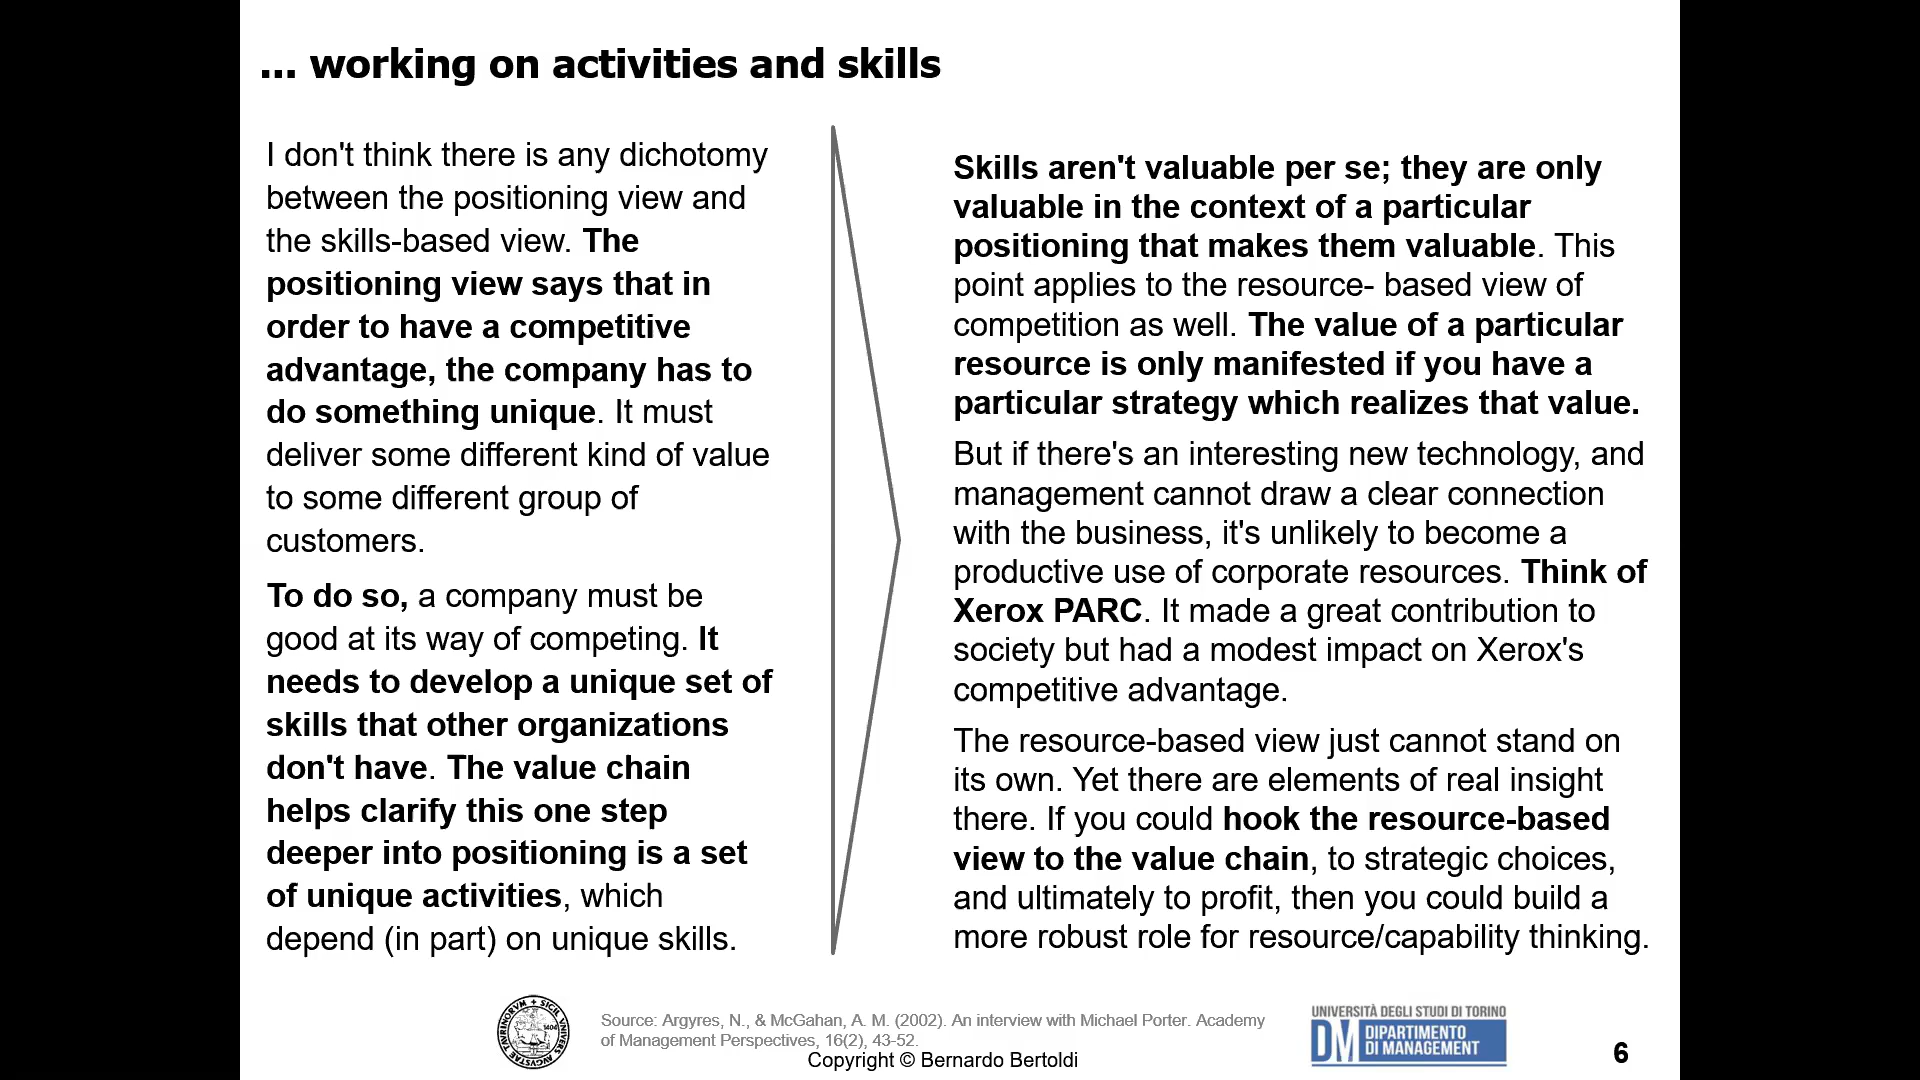 ... working on activities and skills
I don't think there is any dichotomy
between the positioning view and
the skills-based view. The
positioning view says that in
order to have a competitive
advantage, the company has to
do something unique. It must
deliver some different kind of value
to some different group of
customers.
To do so, a company must be
good at its way of competing. It
needs to develop a unique set of
skills that other organizations
don't have. The value chain
helps clarify this one step
deeper into positioning is a set
of unique activities, which
depend (in part) on unique skills.
Skills aren't valuable per se; they are only
valuable in the context of a particular
positioning that makes them valuable. This
point applies to the resource- based view of
competition as well. The value of a particular
resource is only manifested if you have a
particular strategy which realizes that value.
But if there's an interesting new technology, and
management cannot draw a clear connection
with the business, it's unlikely to become a
productive use of corporate resources. Think of
Xerox PARC. It made a great contribution to
society but had a modest impact on Xerox's
competitive advantage.
The resource-based view just cannot stand on
its own. Yet there are elements of real insight
there. If you could hook the resource-based
view to the value chain, to strategic choices,
and ultimately to profit, then you could build a
more robust role for resource/capability thinking.
1404
Source: Argyres, N., & McGahan, A. M. (2002). An interview with Michael Porter. Academy
of Management Perspectives, 16(2), 43-52.
Copyright © Bernardo Bertoldi
UNIVERSITÀ DEGLI STUDI DI TORINO
DM DIPARTIMENTO
DI MANAGEMENT
6